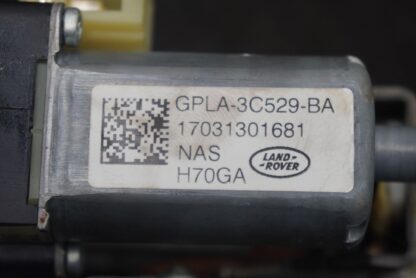 GPLA-3C529-BA
17031301681
NAS
LAND-
-ROVER
H70GA